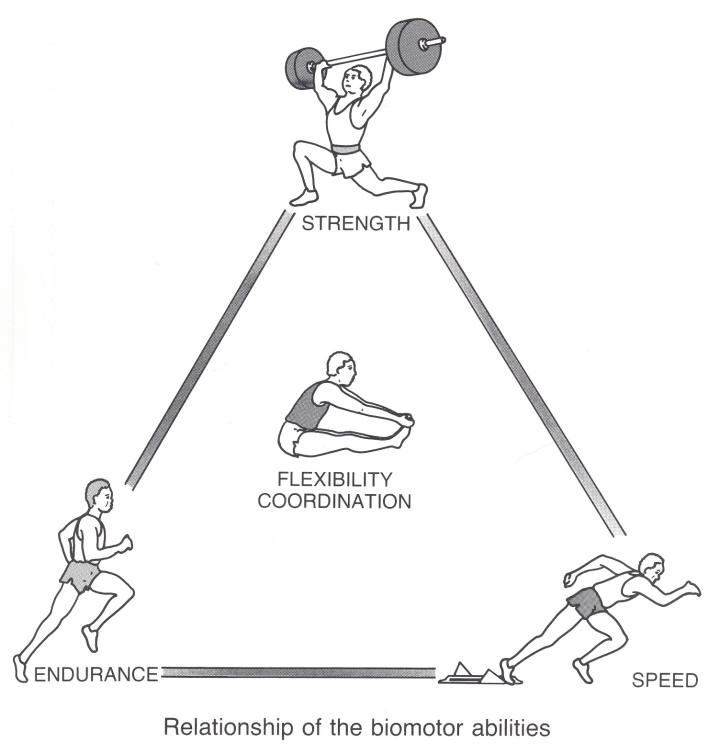 STRENGTH
FLEXIBILITY
COORDINATION
ENDURANCE
SPEED
Relationship of the biomotor abilities